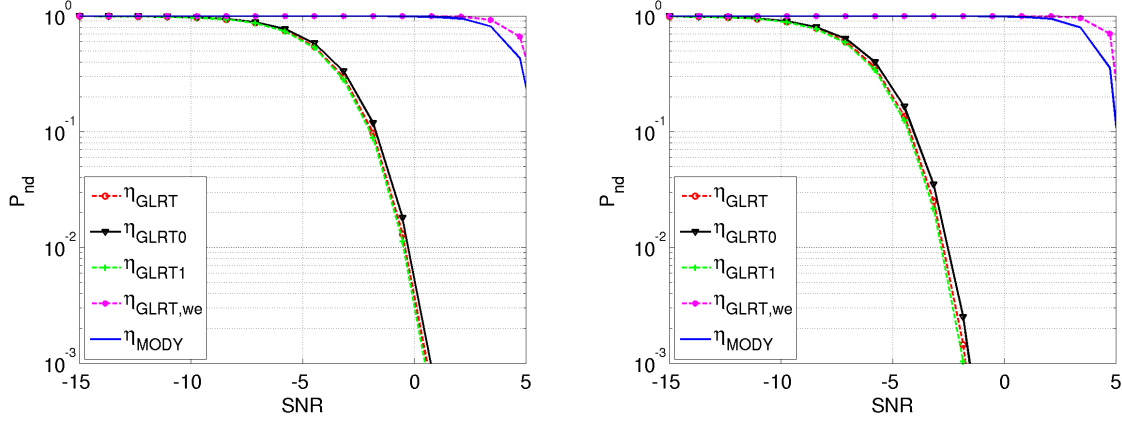 10^0
10^-1
10^-2
10^-3
P_nd
-15 -10 -5 0 5
SNR
η_GLRT
η_GLRT0
η_GLRT1
η_GLRT,we
η_MODY
10^0
10^-1
10^-2
10^-3
P_nd
-15 -10 -5 0 5
SNR
η_GLRT
η_GLRT0
η_GLRT1
η_GLRT,we
η_MODY